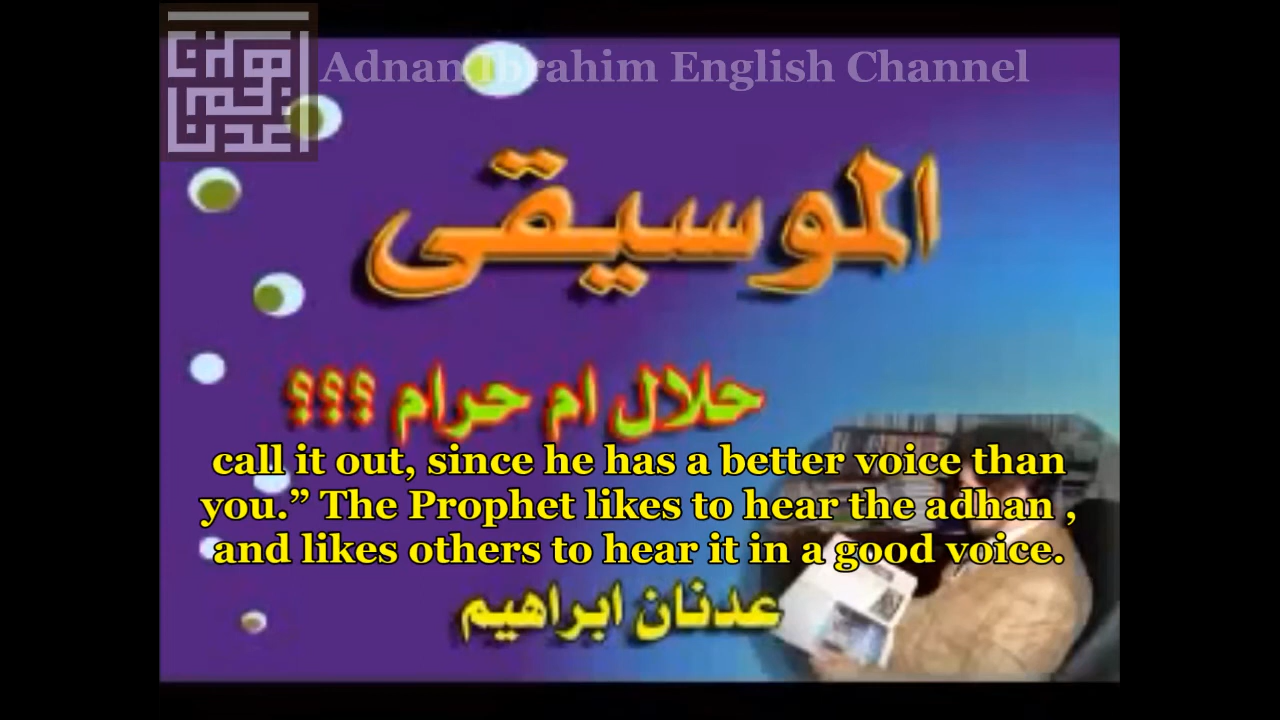 Adnan Ibrahim English Channel
الموسيقى
حلال ام حرام ؟؟؟
call it out, since he has a better voice than
you.” The Prophet likes to hear the adhan ,
and likes others to hear it in a good voice.
عدنان ابراهيم